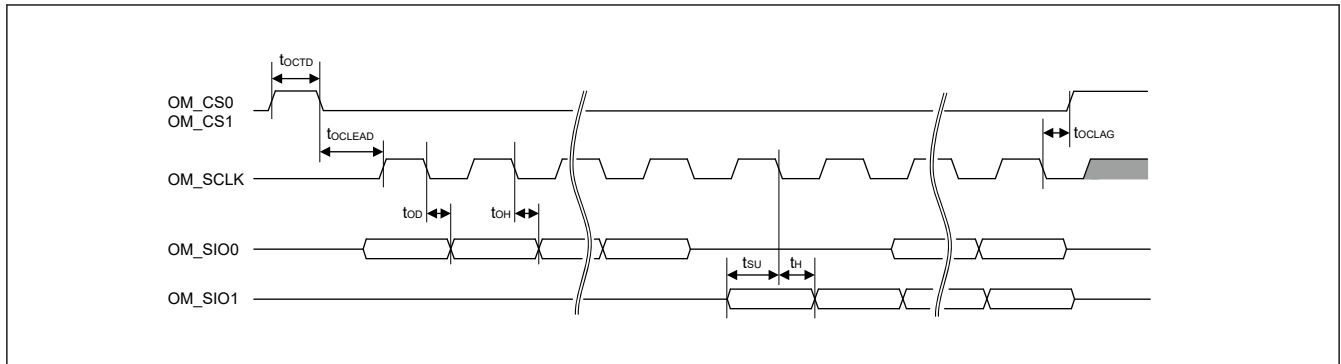 tOCTD
OM_CS0
OM_CS1
tOCLEAD
tOCLAG
OM_SCLK
tOD
tOH
OM_SIO0
tSU
tH
OM_SIO1